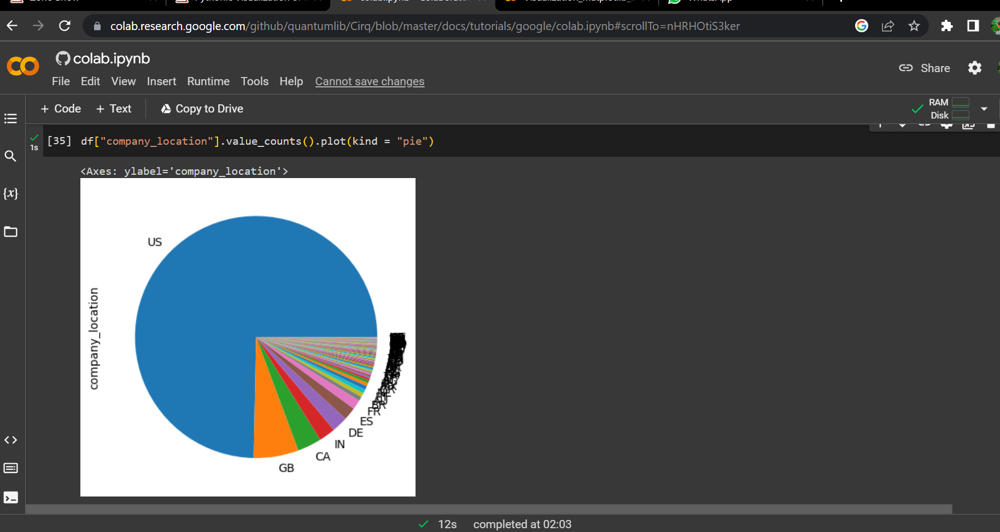 colab.research.google.com/github/quantumlib/Cirq/blob/master/docs/tutorials/google/colab.ipynb#scrollTo=nHRHOtiS3ker
colab.ipynb
File Edit View Insert Runtime Tools Help Cannot save changes
Share
+ Code + Text Copy to Drive
RAM
Disk
1s
[35] df["company_location"].value_counts().plot(kind = "pie")
<Axes: ylabel='company_location'>
US
company_location
FR
ES
DE
IN
CA
GB
{x}
12s completed at 02:03